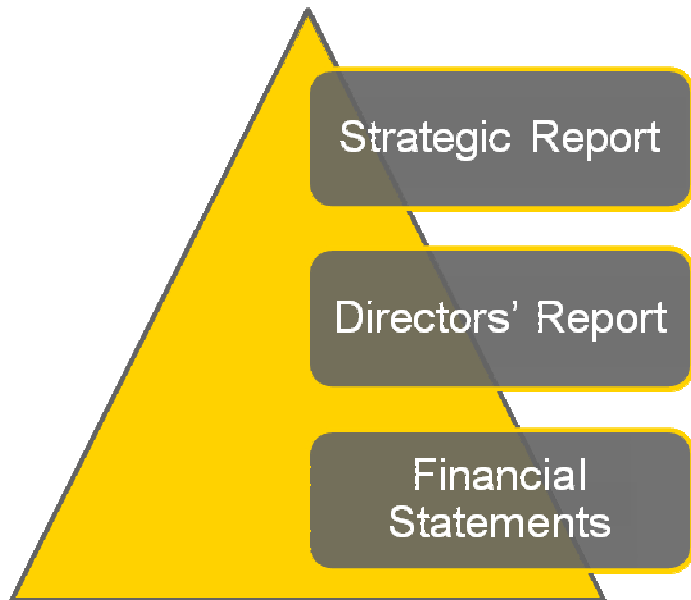 Strategic Report
Directors’ Report
Financial
Statements